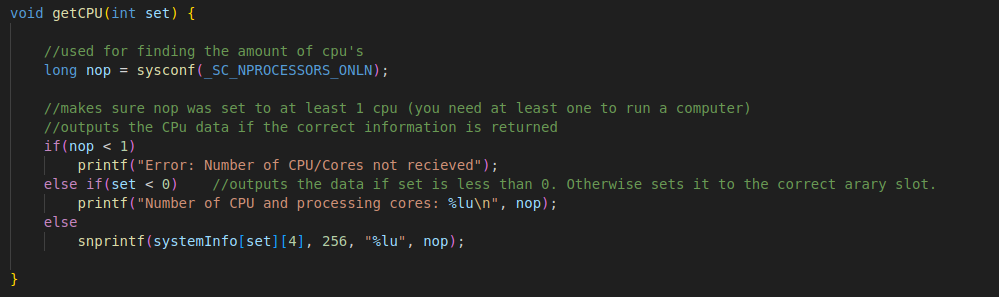 void getCPU(int set) {
//used for finding the amount of cpu's
long nop = sysconf(_SC_NPROCESSORS_ONLN);
//makes sure nop was set to at least 1 cpu (you need at least one to run a computer)
//outputs the CPu data if the correct information is returned
if(nop < 1)
printf("Error: Number of CPU/Cores not recieved");
else if(set < 0)    //outputs the data if set is less than 0. Otherwise sets it to the correct arary slot.
printf("Number of CPU and processing cores: %lu\n", nop);
else
snprintf(systemInfo[set][4], 256, "%lu", nop);
}